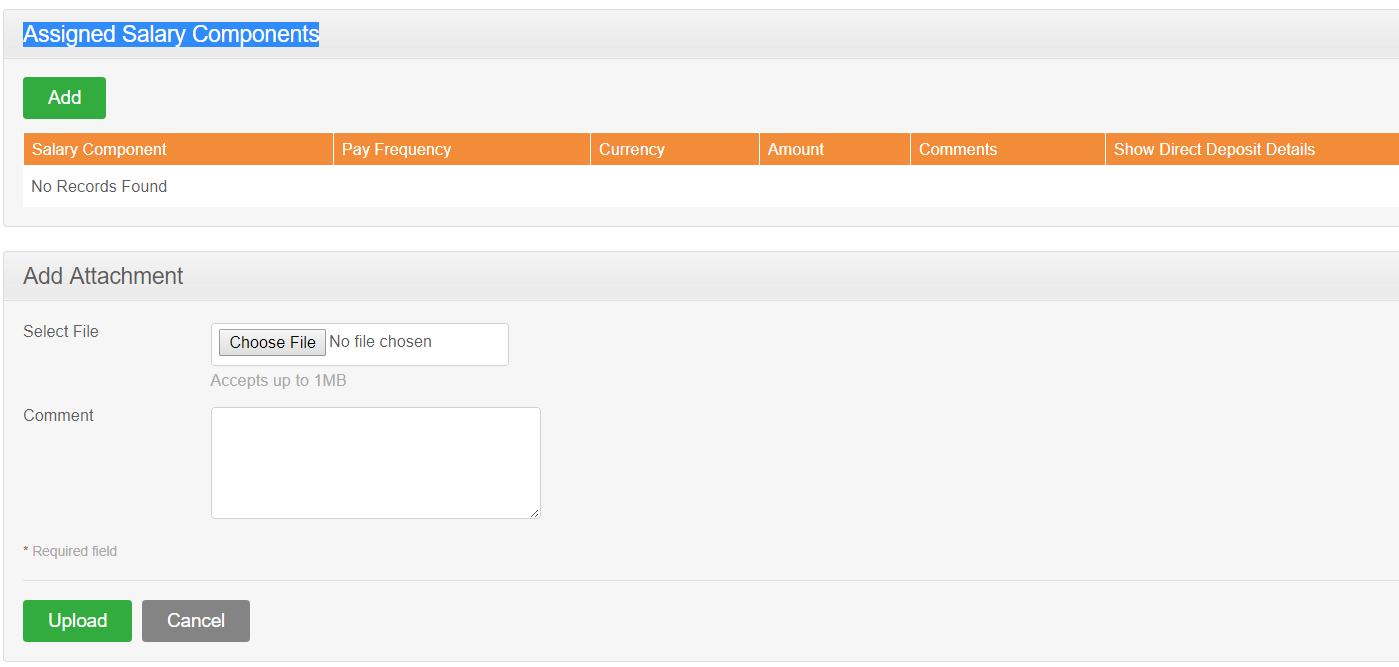 Assigned Salary Components
Add
Salary Component Pay Frequency Currency Amount Comments Show Direct Deposit Details
No Records Found
Add Attachment
Select File Choose File No file chosen
Accepts up to 1MB
Comment
* Required field
Upload Cancel